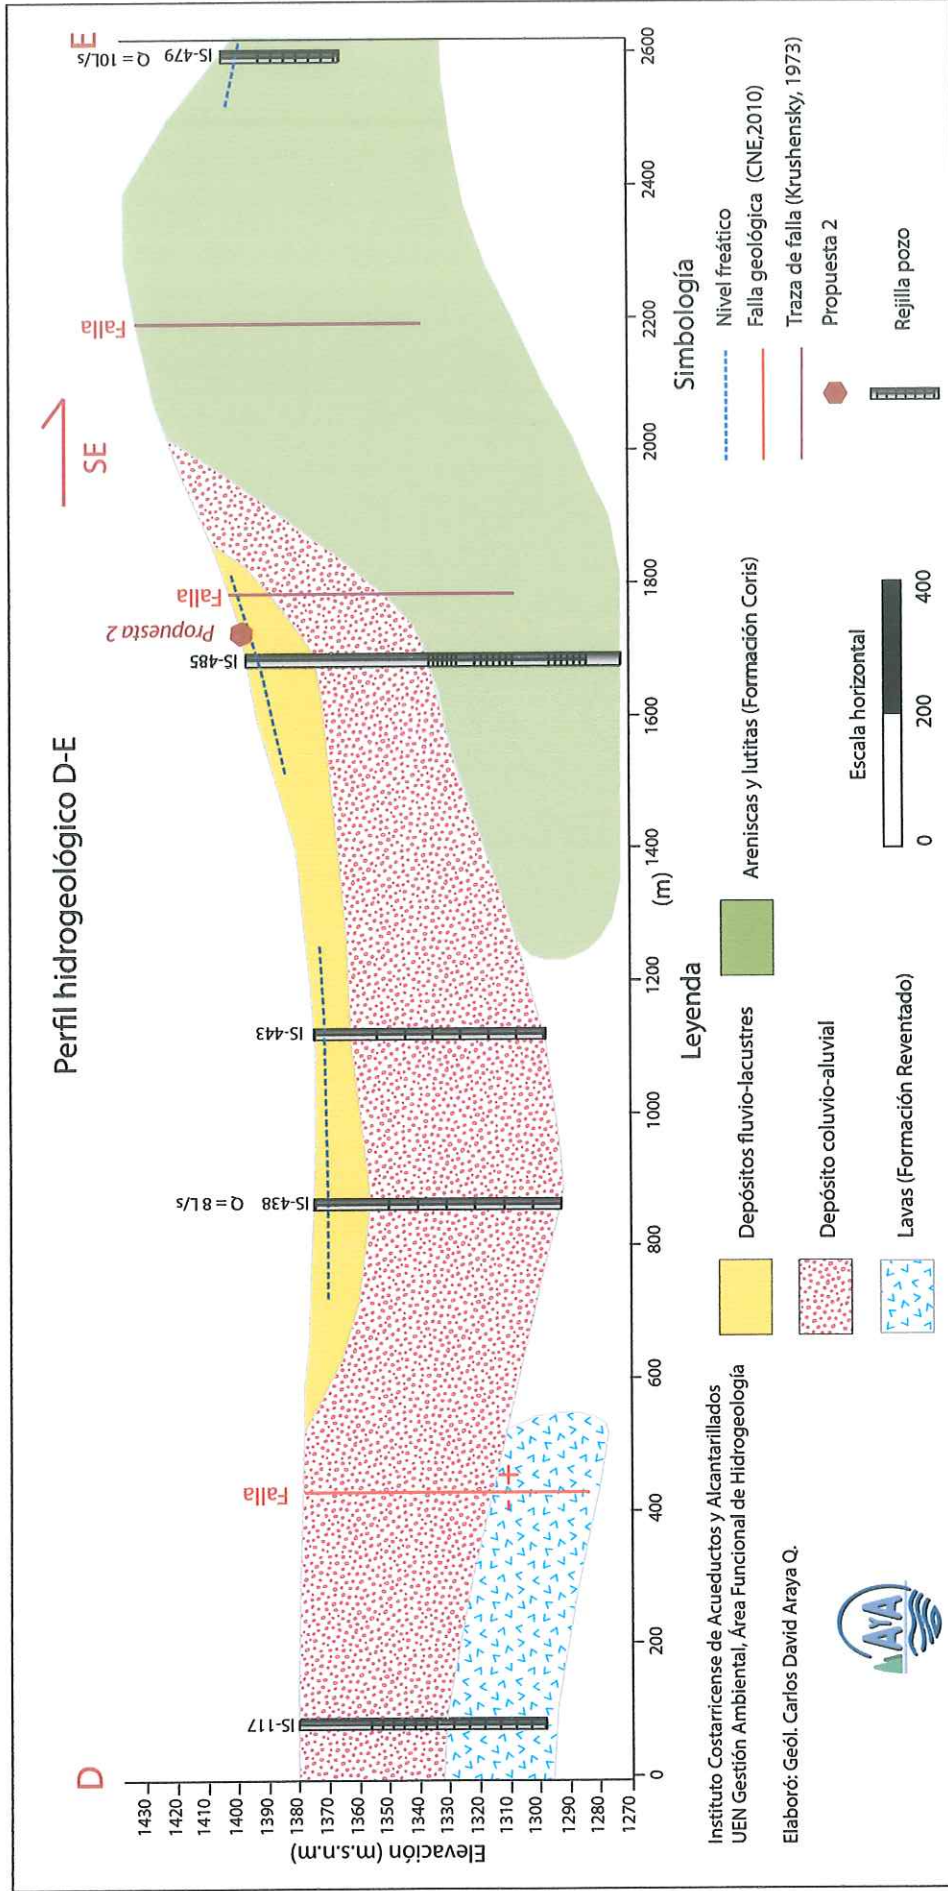 Perfil hidrogeológico D-E
D
E
SE
IS-117
Falla
Q = 8 L/s
IS-438
IS-443
IS-485
Propuesta 2
Falla
Falla
Q = 10L/s
IS-479
Elevación (m.s.n.m)
1430
1420
1410
1400
1390
1380
1370
1360
1350
1340
1330
1320
1310
1300
1290
1280
1270
0
200
400
600
800
1000
1200
1400
1600
1800
2000
2200
2400
2600
(m)
Instituto Costarricense de Acueductos y Alcantarillados
UEN Gestión Ambiental, Área Funcional de Hidrogeología
Elaboró: Geól. Carlos David Araya Q.
AyA
Leyenda
Depósitos fluvio-lacustres
Depósito coluvio-aluvial
Lavas (Formación Reventado)
Areniscas y lutitas (Formación Coris)
Escala horizontal
0
200
400
Simbología
Nivel freático
Falla geológica (CNE,2010)
Traza de falla (Krushensky, 1973)
Propuesta 2
Rejilla pozo